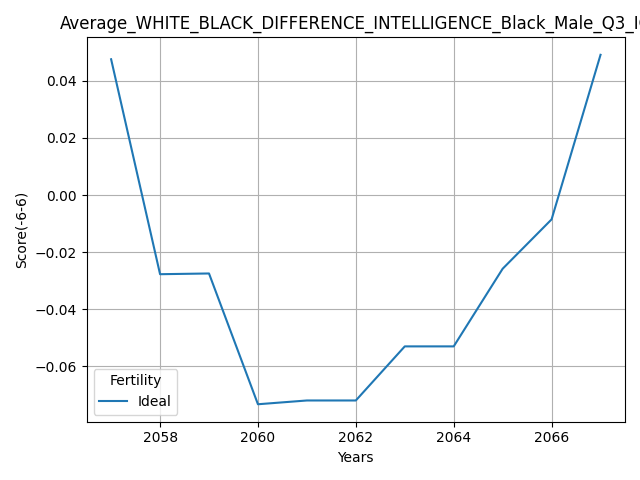 Average_WHITE_BLACK_DIFFERENCE_INTELLIGENCE_Black_Male_Q3_I
0.04
0.02
0.00
−0.02
−0.04
−0.06
Score(-6-6)
Fertility
Ideal
2058 2060 2062 2064 2066
Years